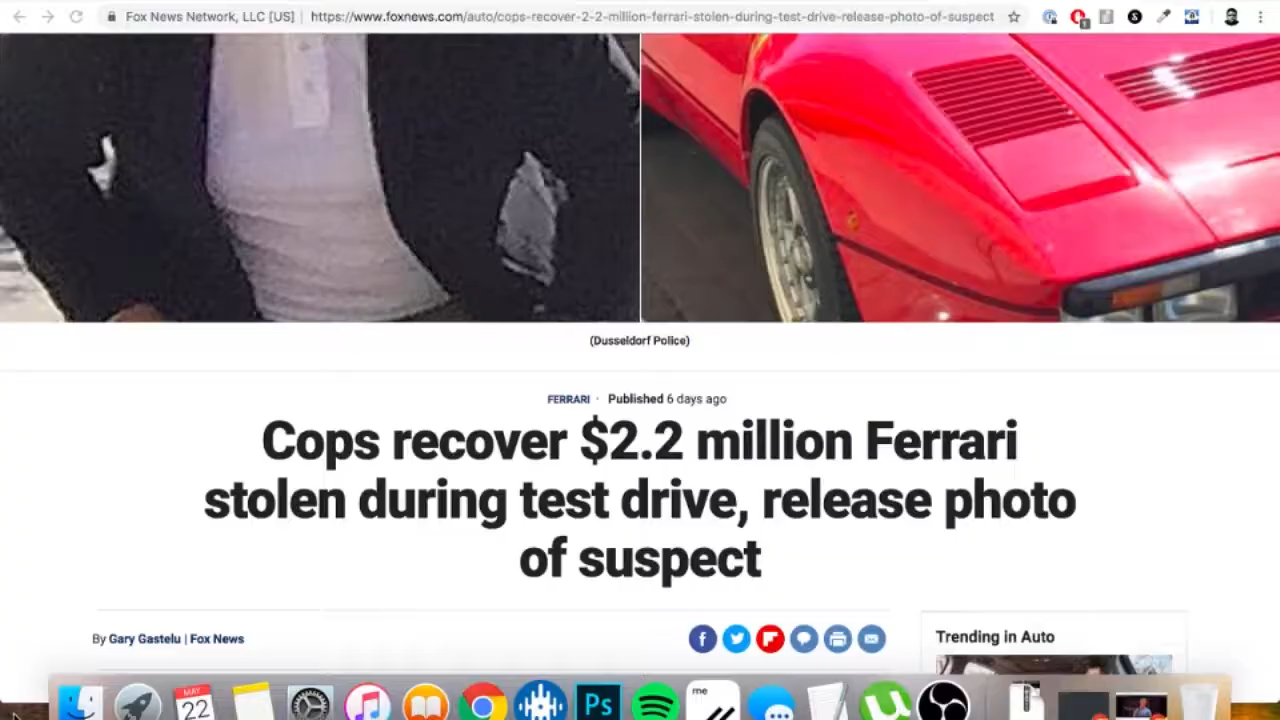 Fox News Network, LLC [US] | https://www.foxnews.com/auto/cops-recover-2-2-million-ferrari-stolen-during-test-drive-release-photo-of-suspect
(Dusseldorf Police)
FERRARI · Published 6 days ago
Cops recover $2.2 million Ferrari
stolen during test drive, release photo
of suspect
By Gary Gastelu | Fox News
Trending in Auto
MAY
22
Ps
me